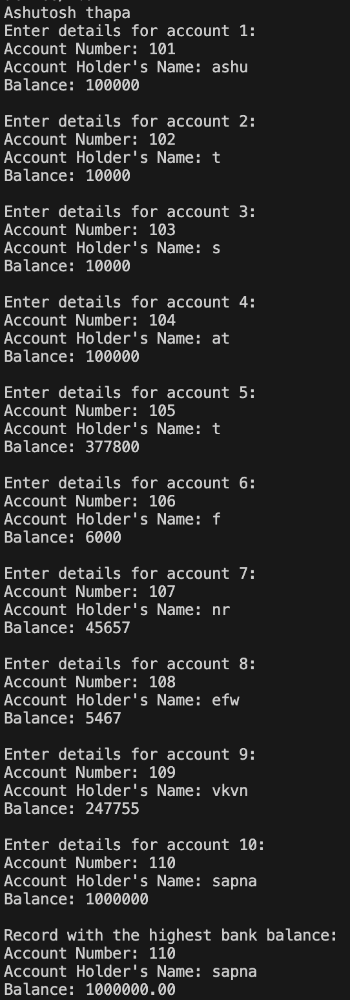 Ashutosh thapa
Enter details for account 1:
Account Number: 101
Account Holder's Name: ashu
Balance: 100000

Enter details for account 2:
Account Number: 102
Account Holder's Name: t
Balance: 10000

Enter details for account 3:
Account Number: 103
Account Holder's Name: s
Balance: 10000

Enter details for account 4:
Account Number: 104
Account Holder's Name: at
Balance: 100000

Enter details for account 5:
Account Number: 105
Account Holder's Name: t
Balance: 377800

Enter details for account 6:
Account Number: 106
Account Holder's Name: f
Balance: 6000

Enter details for account 7:
Account Number: 107
Account Holder's Name: nr
Balance: 45657

Enter details for account 8:
Account Number: 108
Account Holder's Name: efw
Balance: 5467

Enter details for account 9:
Account Number: 109
Account Holder's Name: vkvn
Balance: 247755

Enter details for account 10:
Account Number: 110
Account Holder's Name: sapna
Balance: 1000000

Record with the highest bank balance:
Account Number: 110
Account Holder's Name: sapna
Balance: 1000000.00